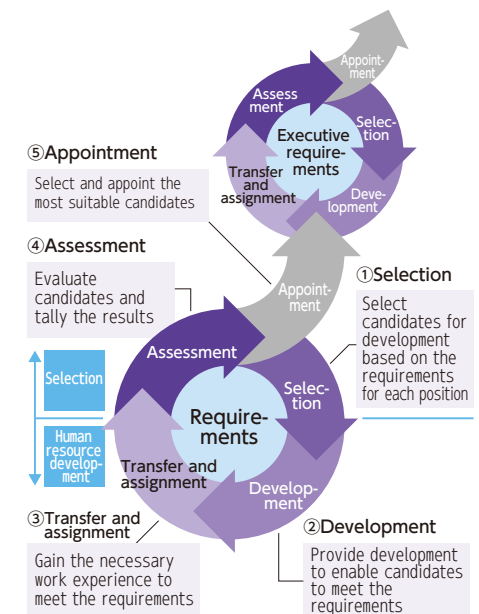 Appoint-
ment
Assess
ment
Selec-
tion
Executive
require-
ments
Transfer
and
assignment
Deve-
lopment
⑤Appointment
Select and appoint the
most suitable candidates
④Assessment
Evaluate
candidates and
tally the results
Appoint-
ment
①Selection
Select
candidates for
development
based on the
requirements
for each position
Assessment
Selec-
tion
Selection
Require-
ments
Human
resource
develop-
ment
Transfer and
assignment
Develop-
ment
③Transfer and
assignment
Gain the necessary
work experience to
meet the requirements
②Development
Provide development
to enable candidates
to meet the
requirements